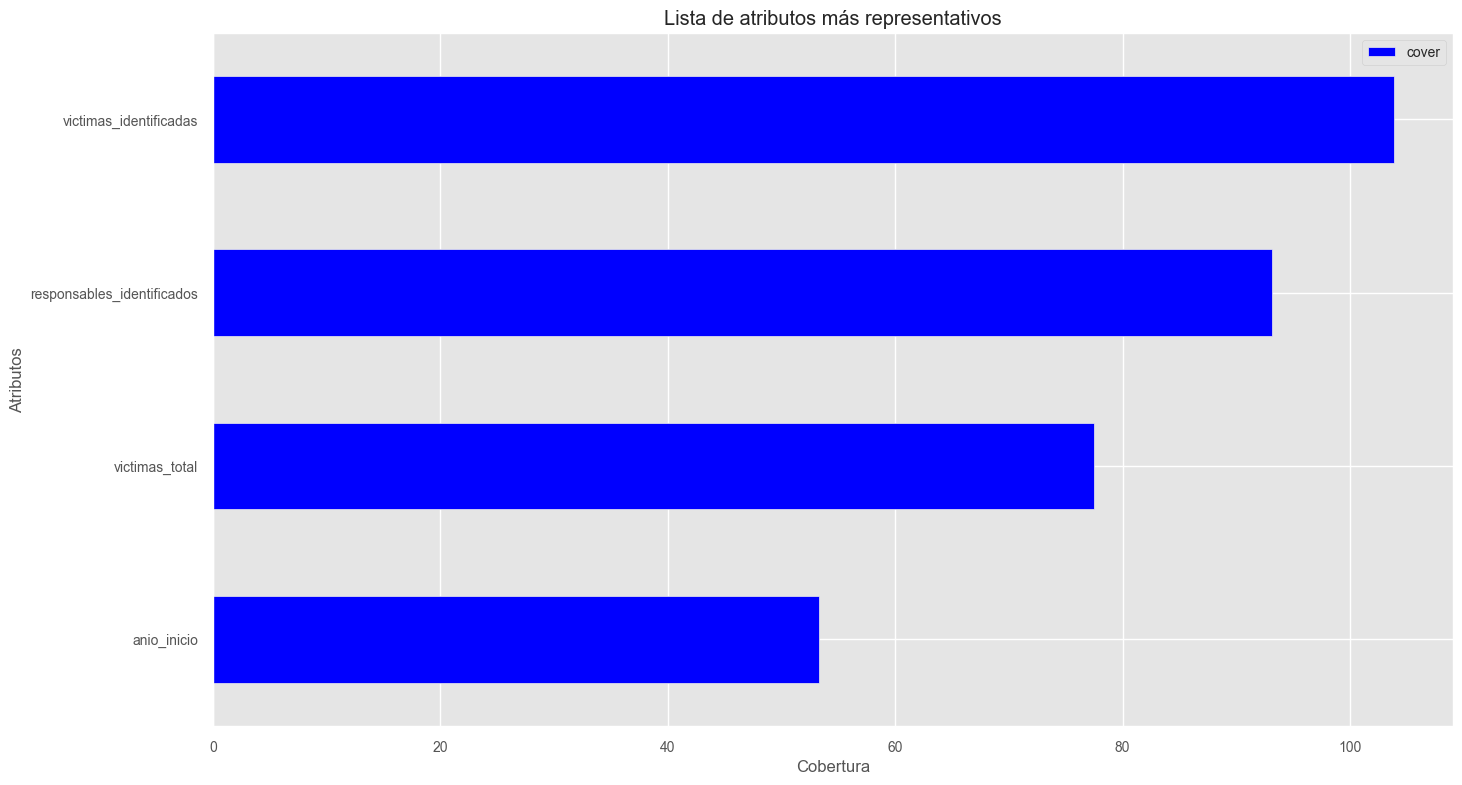 Lista de atributos más representativos
cover
victimas_identificadas
responsables_identificados
victimas_total
anio_inicio
Atributos
0 20 40 60 80 100
Cobertura